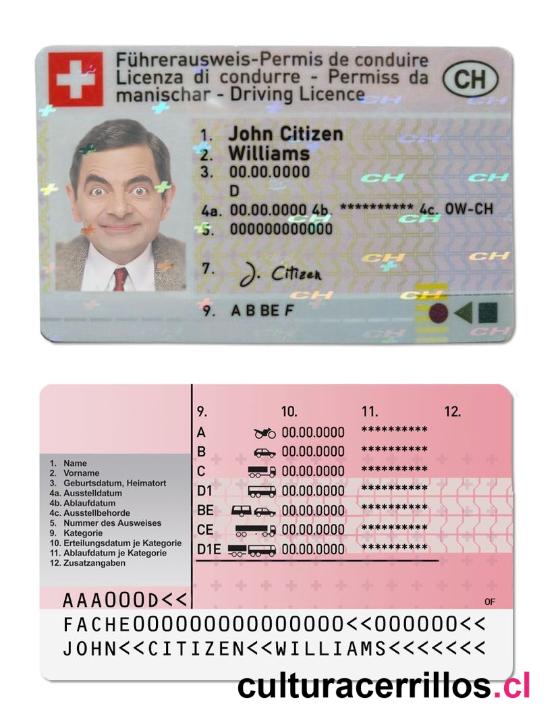 Führerausweis-Permis de conduire
Licenza di condurre - Permiss da
manischar - Driving Licence
CH
1. John Citizen
2. Williams
3. 00.00.0000
D
4a. 00.00.0000 4b. ********** 4c. OW-CH
5. 000000000000
7. J. Citizen
9. A B BE F
CH
CH
CH
CH
CH
CH
CH
CH
9. 10. 11. 12.
A 00.00.0000 **********
B 00.00.0000 **********
C 00.00.0000 **********
D1 00.00.0000 **********
BE 00.00.0000 **********
CE 00.00.0000 **********
D1E 00.00.0000 **********
1. Name
2. Vorname
3. Geburtsdatum, Heimatort
4a. Ausstelldatum
4b. Ablaufdatum
4c. Ausstellbehorde
5. Nummer des Ausweises
9. Kategorie
10. Erteilungsdatum je Kategorie
11. Ablaufdatum je Kategorie
12. Zusatzangaben
OF
AAA000D<<
FACHE00000000000000<<000000<<
JOHN<<CITIZEN<<WILLIAMS<<<<<<<
culturacerrillos.cl